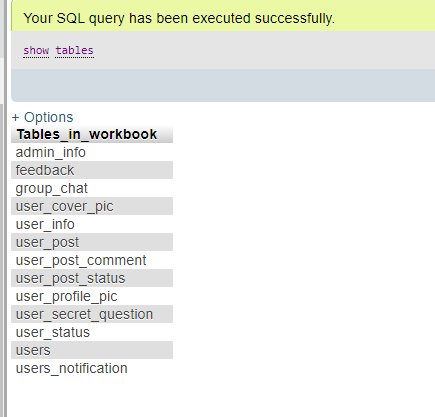 Your SQL query has been executed successfully.
show tables
+ Options
Tables_in_workbook
admin_info
feedback
group_chat
user_cover_pic
user_info
user_post
user_post_comment
user_post_status
user_profile_pic
user_secret_question
user_status
users
users_notification